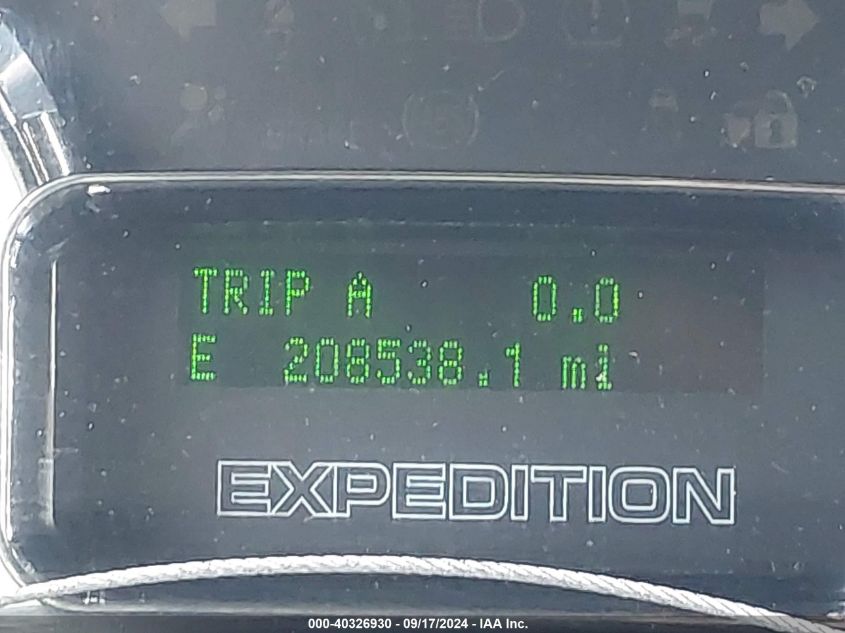 TRIP A 0.0
E 208538.1 mi
EXPEDITION
000-40326930 - 09/17/2024 - IAA Inc.